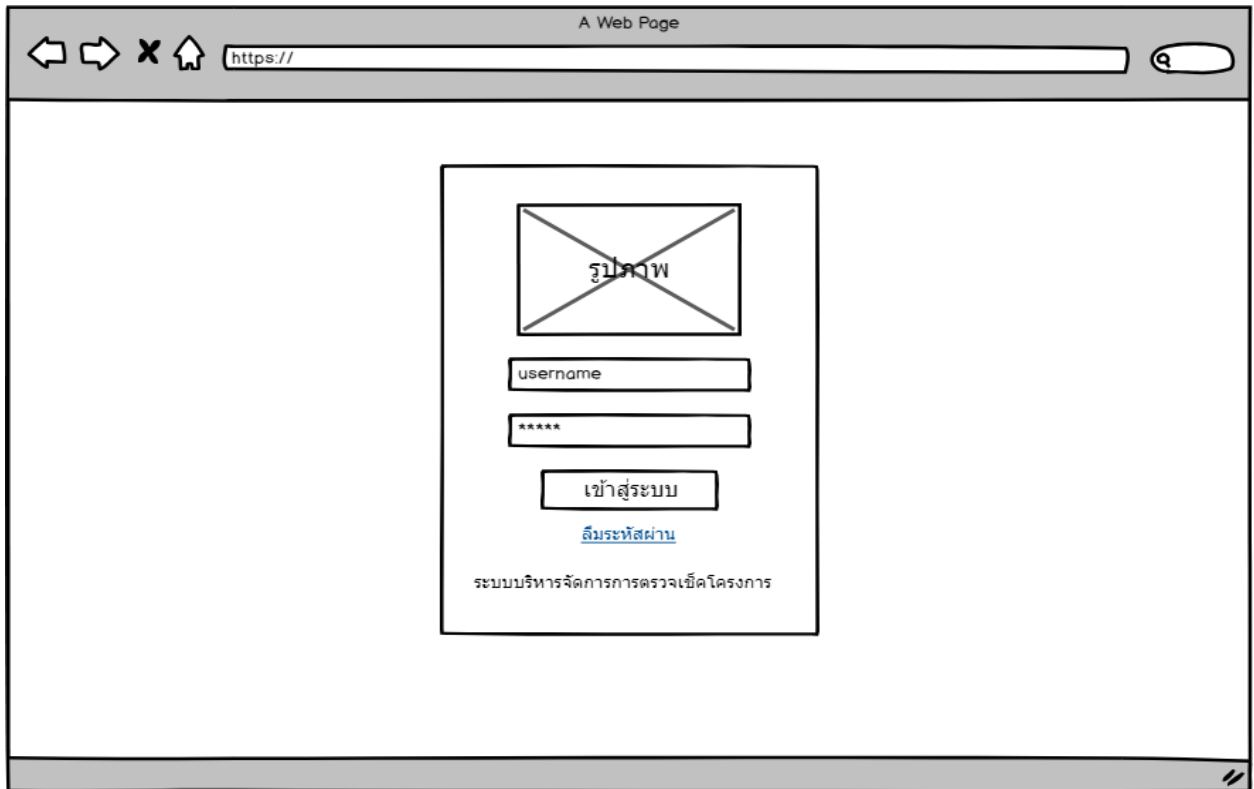 A Web Page
https://
รูปภาพ
username
*****
เข้าสู่ระบบ
ลืมระหัสผ่าน
ระบบบริหารจัดการการตรวจเช็คโครงการ